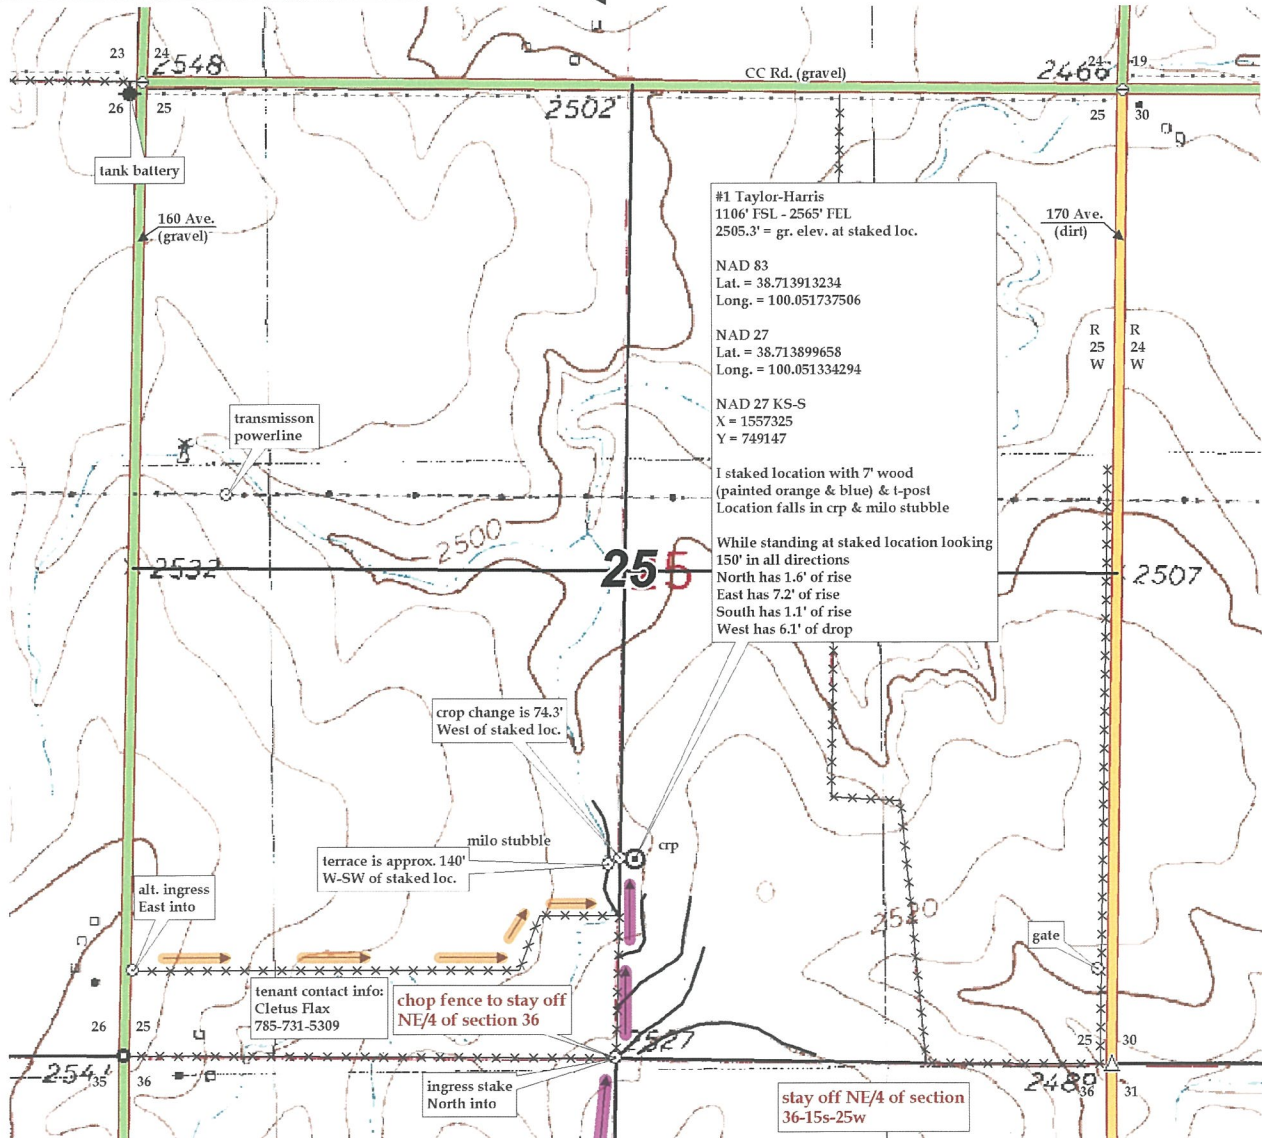 23 24
2548
CC Rd. (gravel)
2466
24 19
26 25
2502
25 30
tank battery
160 Ave.
(gravel)
#1 Taylor-Harris
1106' FSL - 2565' FEL
2505.3' = gr. elev. at staked loc.
NAD 83
Lat. = 38.713913234
Long. = 100.051737506
NAD 27
Lat. = 38.713899658
Long. = 100.051334294
NAD 27 KS-S
X = 1557325
Y = 749147
I staked location with 7' wood
(painted orange & blue) & t-post
Location falls in crp & milo stubble
While standing at staked location looking
150' in all directions
North has 1.6' of rise
East has 7.2' of rise
South has 1.1' of rise
West has 6.1' of drop
170 Ave.
(dirt)
R R
25 24
W W
transmisson
powerline
2500
2532
25
2507
crop change is 74.3'
West of staked loc.
milo stubble
crp
terrace is approx. 140'
W-SW of staked loc.
alt. ingress
East into
2520
gate
tenant contact info:
Cletus Flax
785-731-5309
chop fence to stay off
NE/4 of section 36
26 25
2527
25 30
2541
35 36
ingress stake
North into
2489
36 31
stay off NE/4 of section
36-15s-25w